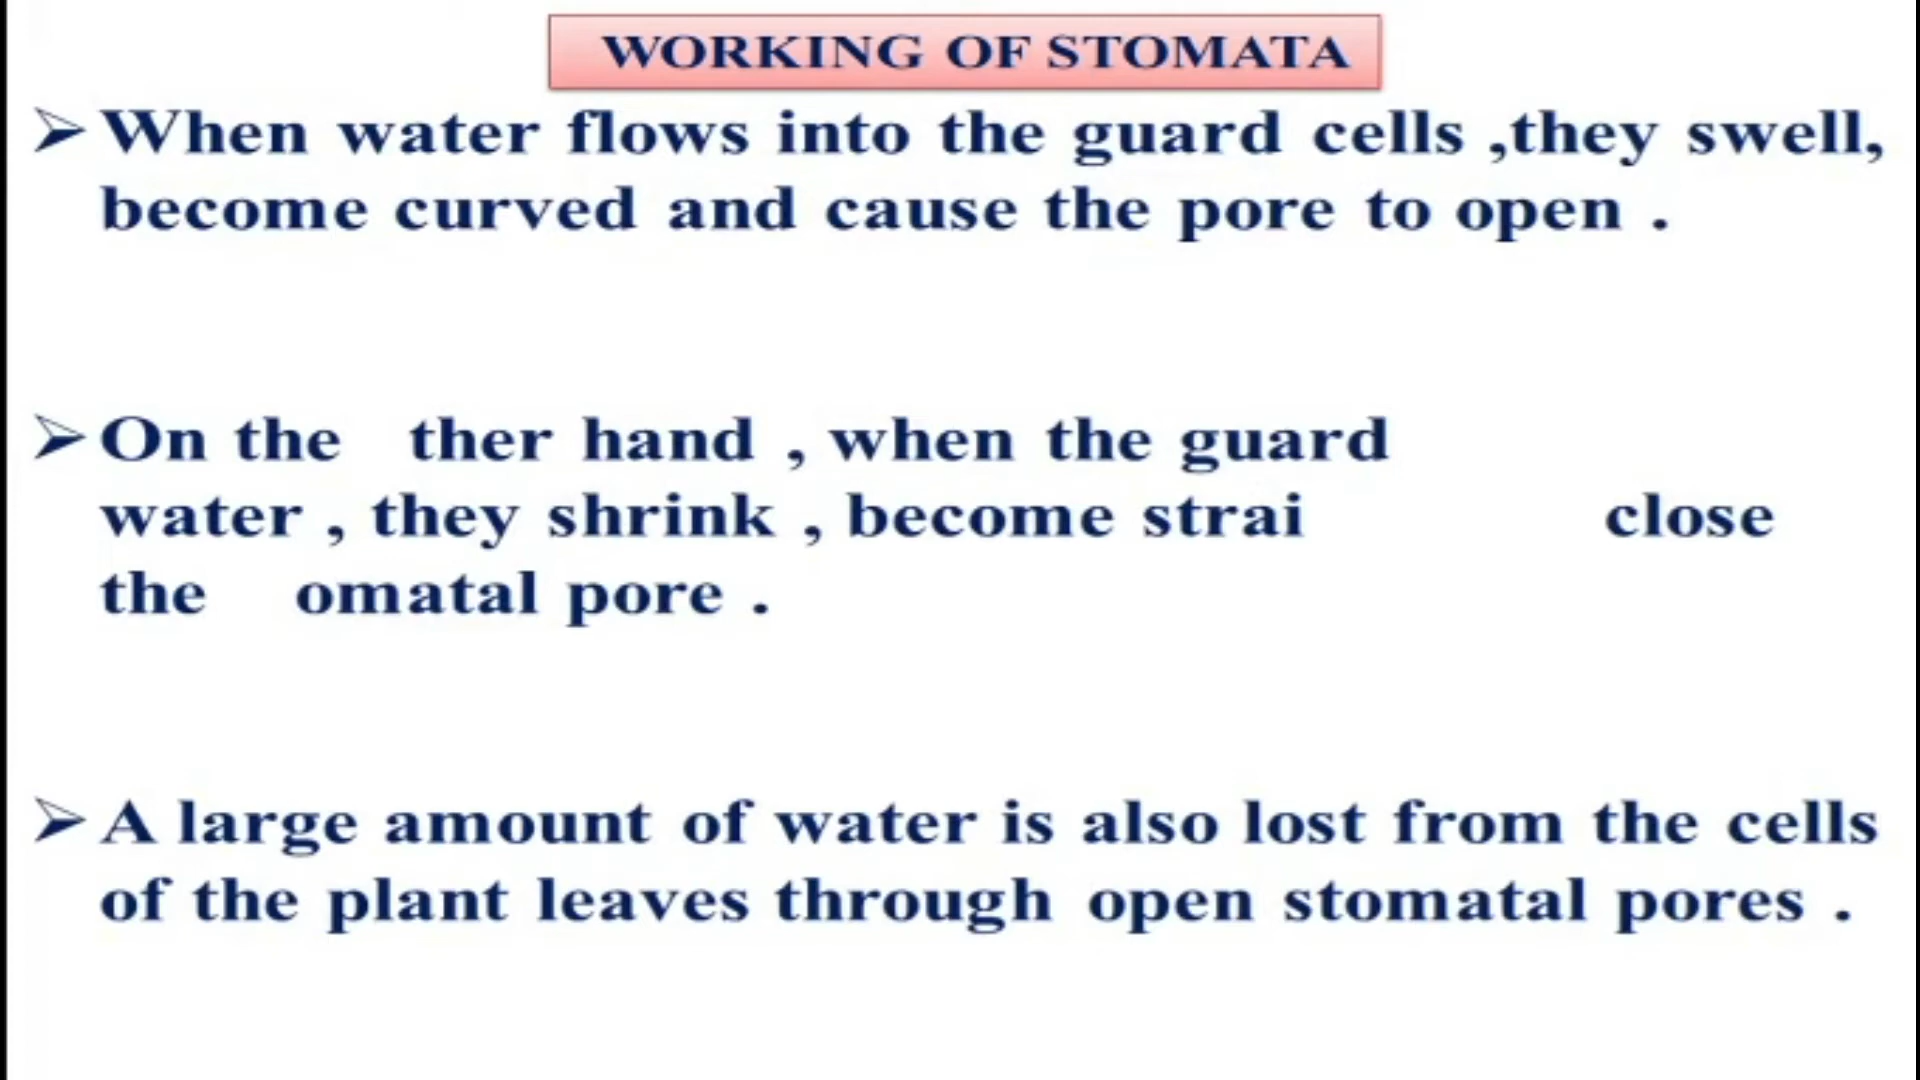 WORKING OF STOMATA
➢ When water flows into the guard cells ,they swell,
become curved and cause the pore to open .
➢ On the ther hand , when the guard
water , they shrink , become strai close
the omatal pore .
➢ A large amount of water is also lost from the cells
of the plant leaves through open stomatal pores .